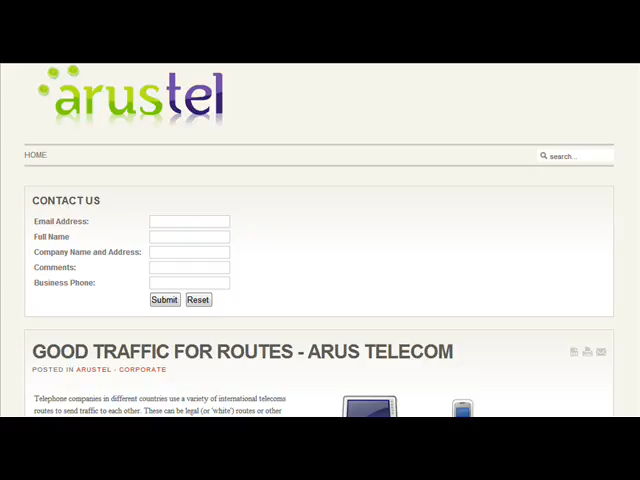 arustel
HOME
search...
CONTACT US
Email Address:
Full Name
Company Name and Address:
Comments:
Business Phone:
Submit Reset
GOOD TRAFFIC FOR ROUTES - ARUS TELECOM
POSTED IN ARUSTEL - CORPORATE
Telephone companies in different countries use a variety of international telecoms
routes to send traffic to each other. These can be legal (or 'white') routes or other